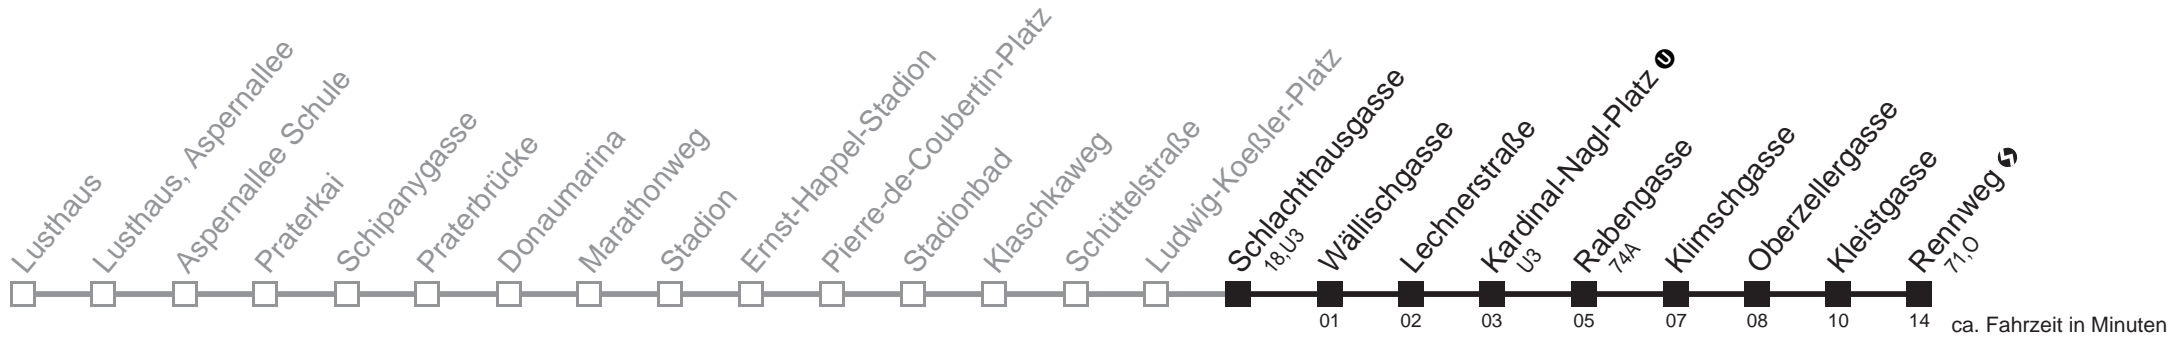 Lusthaus
Lusthaus, Aspernallee
Aspernallee Schule
Praterkai
Schipanygasse
Praterbrücke
Donaumarina
Marathonweg
Stadion
Ernst-Happel-Stadion
Pierre-de-Coubertin-Platz
Stadionbad
Klaschkaweg
Schüttelstraße
Ludwig-Koeßler-Platz
Schlachthausgasse
18,U3
Wällischgasse
01
Lechnerstraße
02
Kardinal-Nagl-Platz U
U3
03
Rabengasse
74A
05
Klimschgasse
07
Oberzellergasse
08
Kleistgasse
10
Rennweg
71,O
14
ca. Fahrzeit in Minuten